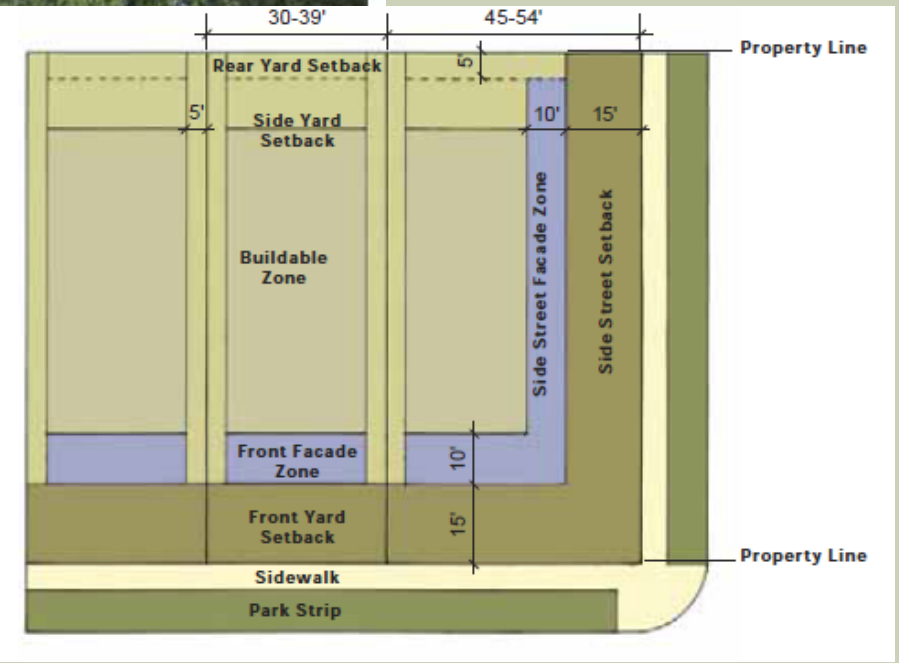 30-39'
45-54'
Property Line
Rear Yard Setback
5'
5'
Side Yard
Setback
10'
15'
Buildable
Zone
Side Street Facade Zone
Side Street Setback
Front Facade
Zone
10'
Front Yard
Setback
15'
Property Line
Sidewalk
Park Strip